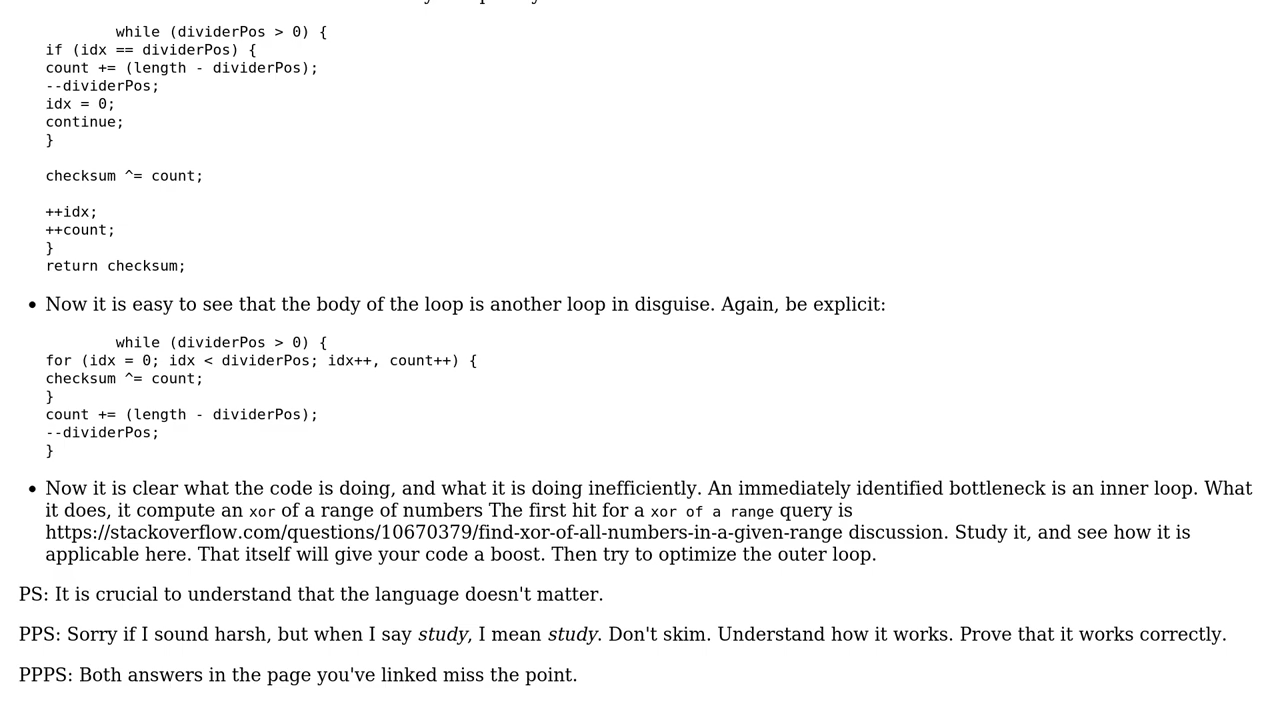 while (dividerPos > 0) {
if (idx == dividerPos) {
count += (length - dividerPos);
--dividerPos;
idx = 0;
continue;
}
checksum ^= count;
++idx;
++count;
}
return checksum;
• Now it is easy to see that the body of the loop is another loop in disguise. Again, be explicit:
while (dividerPos > 0) {
for (idx = 0; idx < dividerPos; idx++, count++) {
checksum ^= count;
}
count += (length - dividerPos);
--dividerPos;
}
• Now it is clear what the code is doing, and what it is doing inefficiently. An immediately identified bottleneck is an inner loop. What
it does, it compute an xor of a range of numbers The first hit for a xor of a range query is
https://stackoverflow.com/questions/10670379/find-xor-of-all-numbers-in-a-given-range discussion. Study it, and see how it is
applicable here. That itself will give your code a boost. Then try to optimize the outer loop.
PS: It is crucial to understand that the language doesn't matter.
PPS: Sorry if I sound harsh, but when I say study, I mean study. Don't skim. Understand how it works. Prove that it works correctly.
PPPS: Both answers in the page you've linked miss the point.